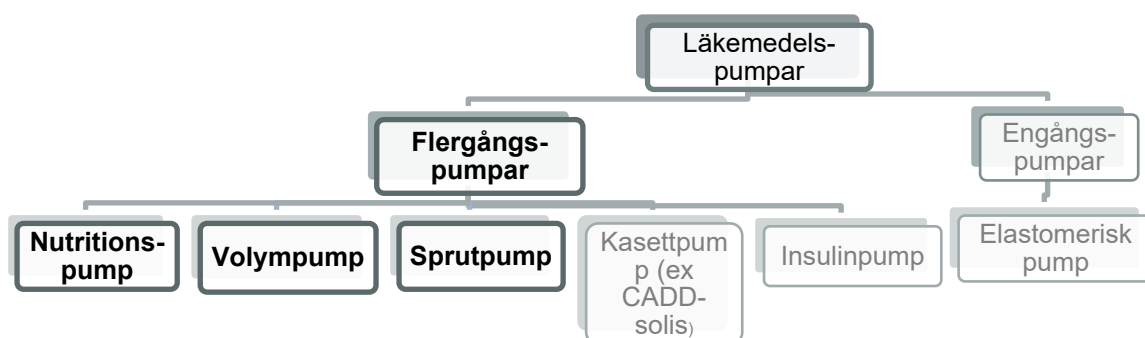 Läkemedels-
pumpar
Flergångs-
pumpar
Engångs-
pumpar
Nutritions-
pump
Volympump
Sprutpump
Kasettpum
p (ex
CADD-
solis)
Insulinpump
Elastomerisk
pump